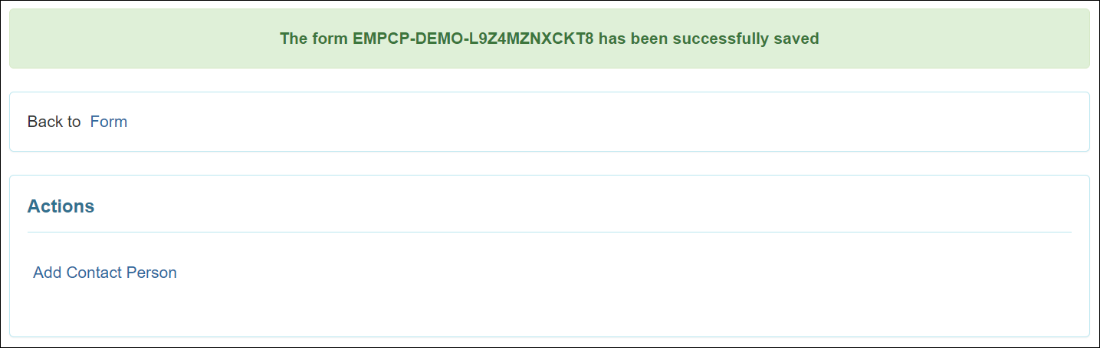 The form EMPCP-DEMO-L9Z4MZNXCKT8 has been successfully saved
Back to Form
Actions
Add Contact Person